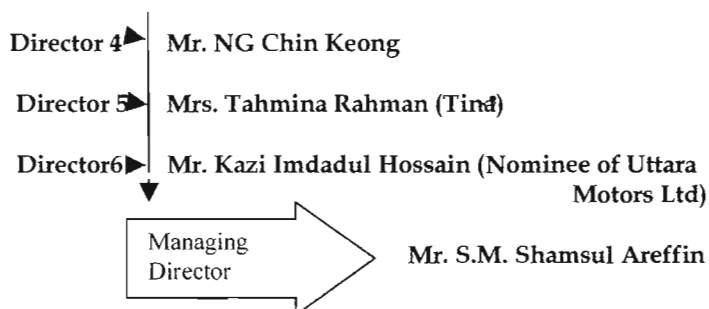 Director 4 Mr. NG Chin Keong
Director 5 Mrs. Tahmina Rahman (Tina)
Director6 Mr. Kazi Imdadul Hossain (Nominee of Uttara
Motors Ltd)
Managing
Director
Mr. S.M. Shamsul Areffin